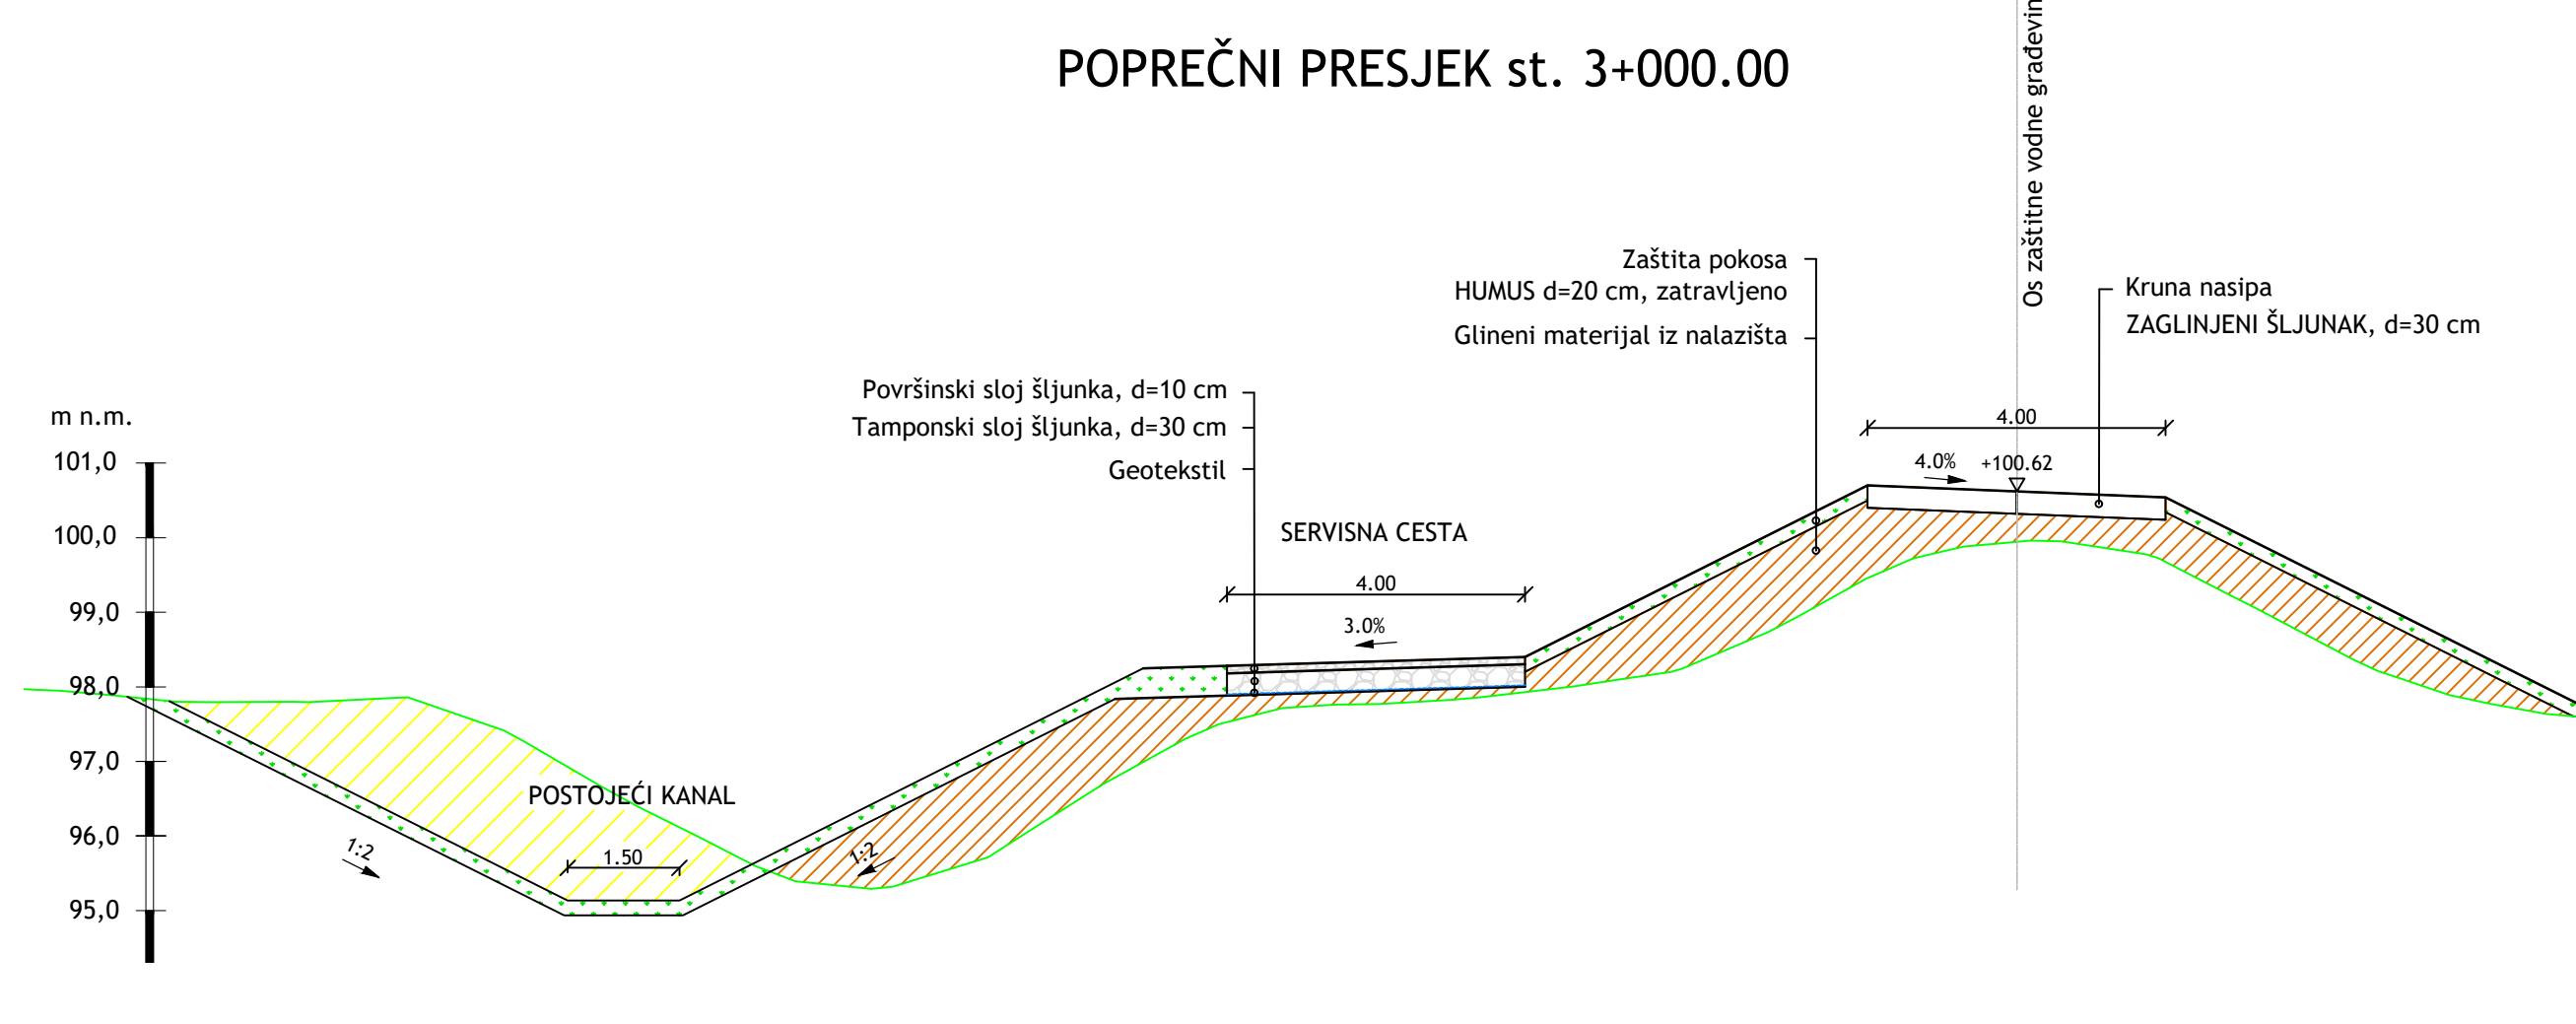 POPREČNI PRESJEK st. 3+000.00
Os zaštitne vodne građevin
Zaštita pokosa
HUMUS d=20 cm, zatravljeno
Glineni materijal iz nalazišta
Kruna nasipa
ZAGLINJENI ŠLJUNAK, d=30 cm
Površinski sloj šljunka, d=10 cm
Tamponski sloj šljunka, d=30 cm
Geotekstil
m n.m.
101,0
100,0
99,0
98,0
97,0
96,0
95,0
4.00
4.0%
+100.62
SERVISNA CESTA
4.00
3.0%
POSTOJEĆI KANAL
1:2
1.50
1:2